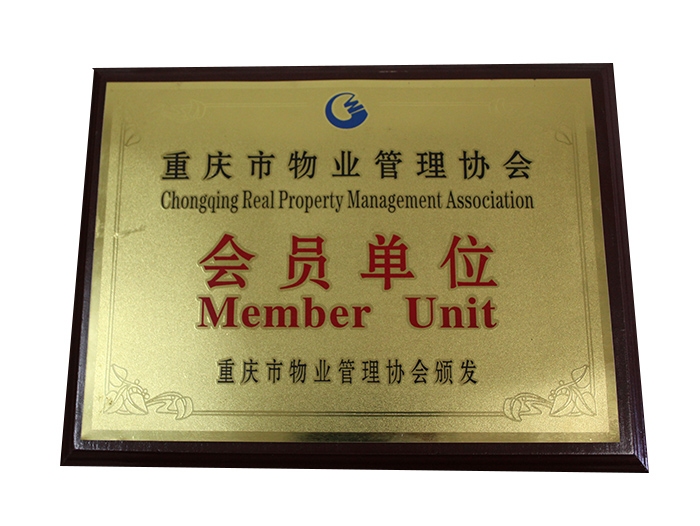 重庆市物业管理协会
Chongqing Real Property Management Association
会员单位
Member Unit
重庆市物业管理协会颁发